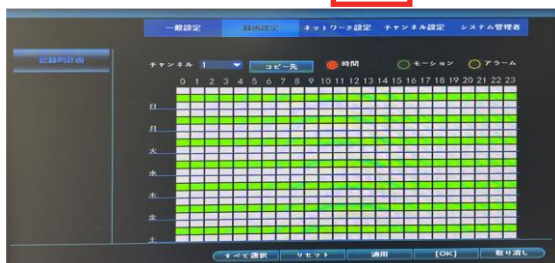 一般設定 録画設定 ネットワーク設定 チャンネル設定 システム管理者
記録的計画
チャンネル 1 コピー先 時間 モーション アラーム
0 1 2 3 4 5 6 7 8 9 10 11 12 13 14 15 16 17 18 19 20 21 22 23
日
月
火
水
木
金
土
すべて選択 リセット 適用 [OK] 取り消し